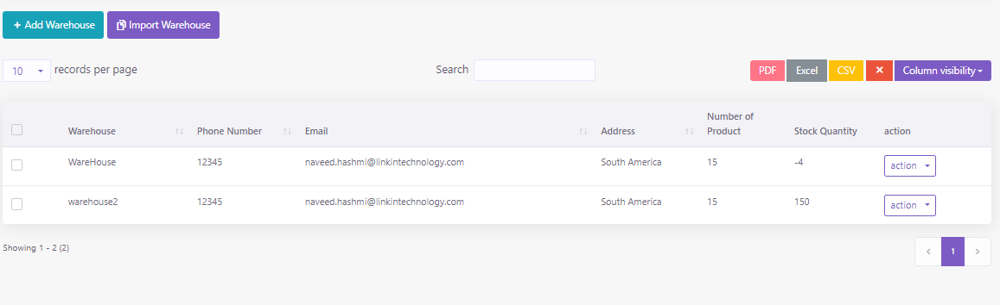 + Add Warehouse Import Warehouse
10 records per page Search PDF Excel CSV × Column visibility
Warehouse Phone Number Email Address Number of Product Stock Quantity action
WareHouse 12345 naveed.hashmi@linkintechnology.com South America 15 -4 action
warehouse2 12345 naveed.hashmi@linkintechnology.com South America 15 150 action
Showing 1 - 2 (2) < 1 >